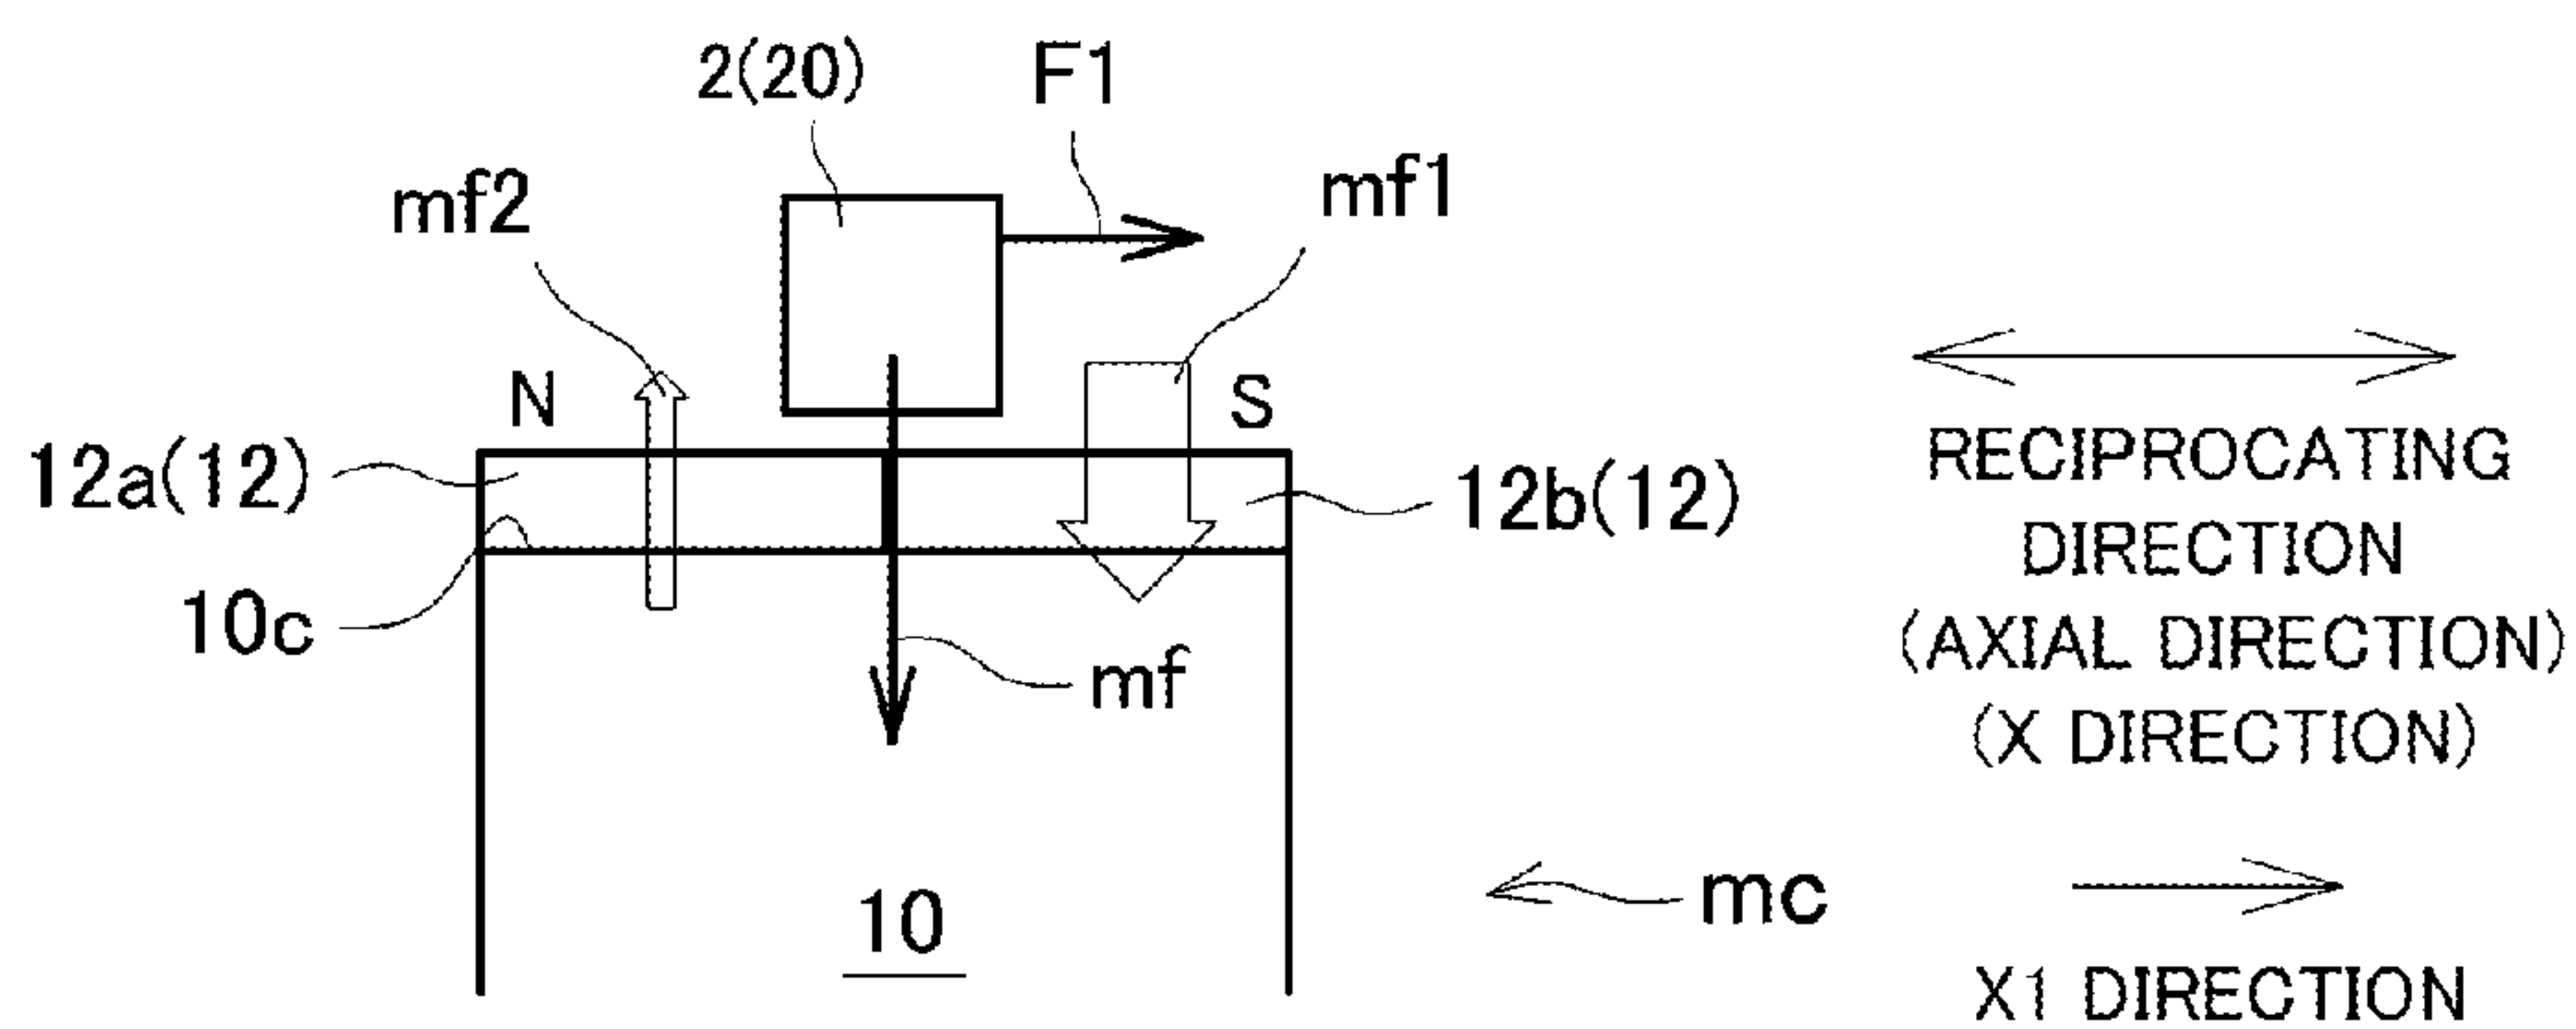 2(20)
F1
mf2
mf1
N
S
12a(12)
12b(12)
10c
mf
10
mc
RECIPROCATING
DIRECTION
(AXIAL DIRECTION)
(X DIRECTION)
X1 DIRECTION